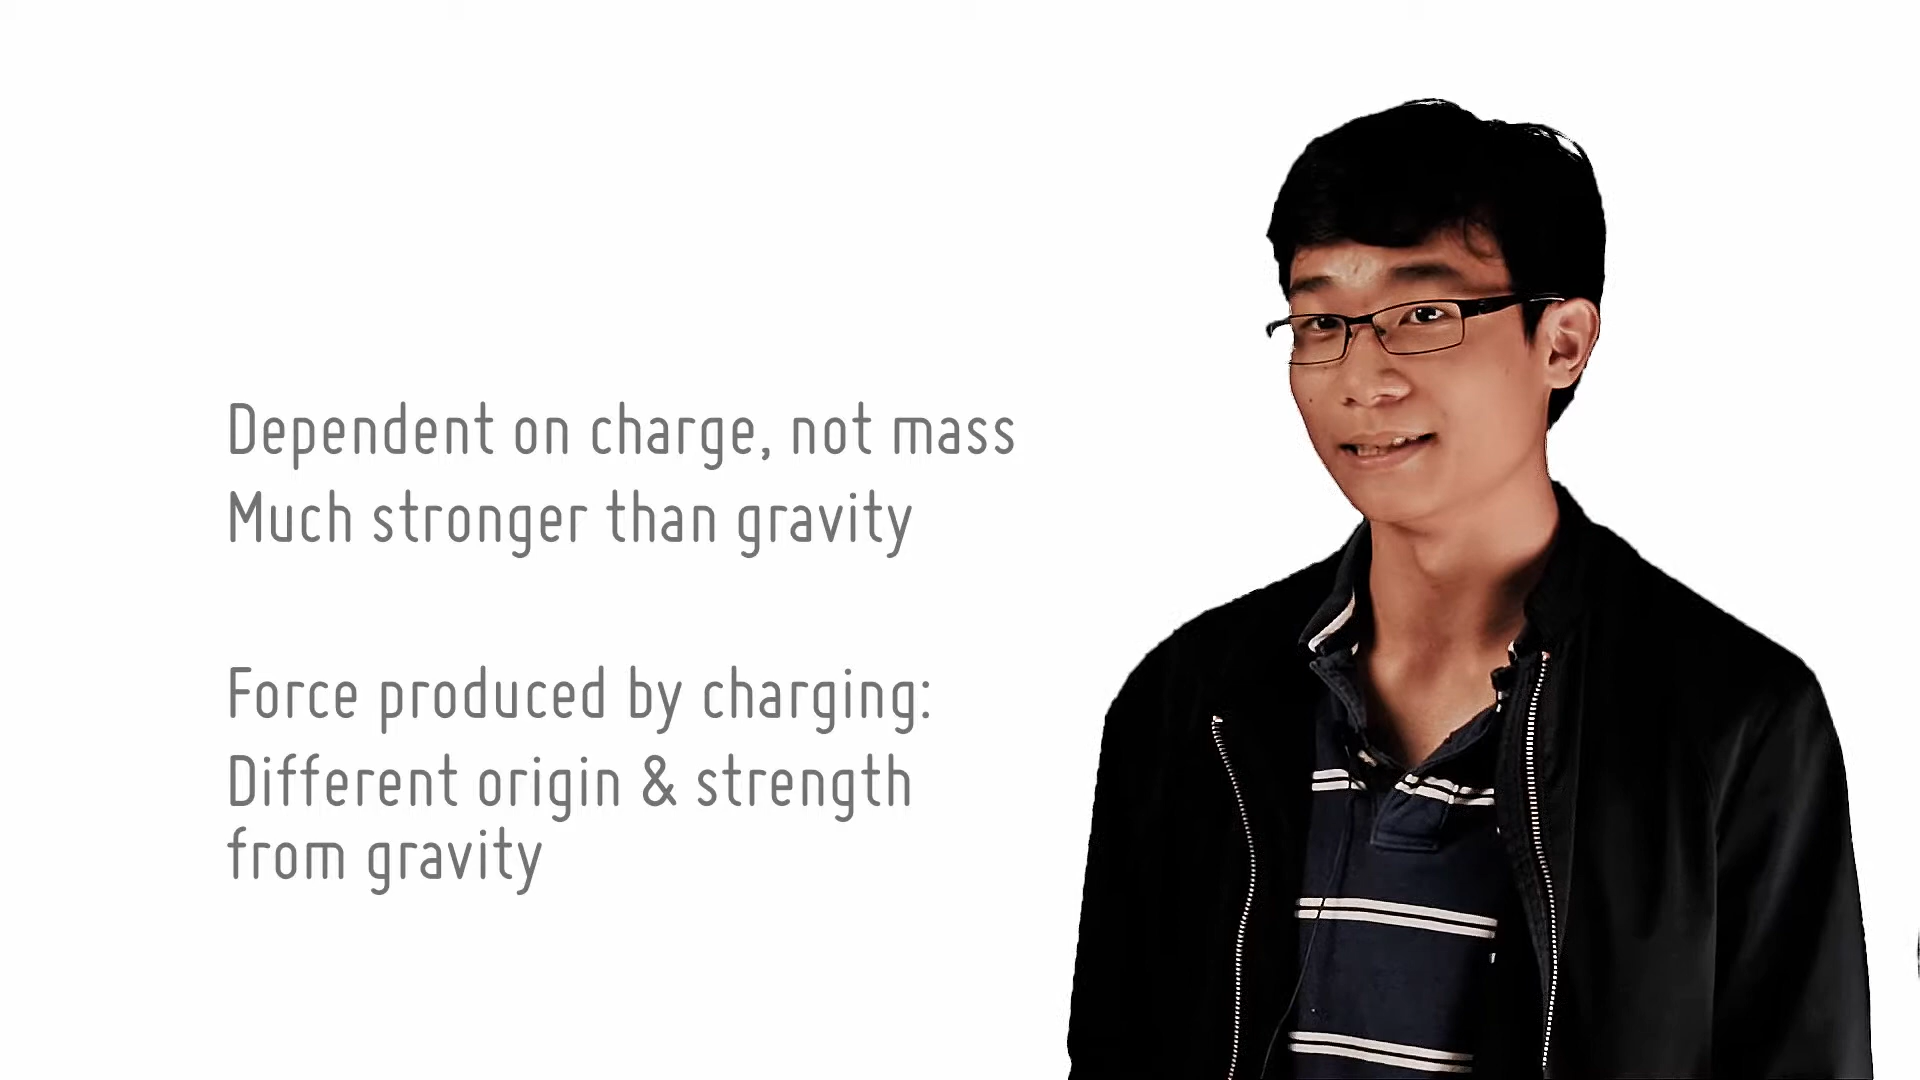 Dependent on charge, not mass
Much stronger than gravity
Force produced by charging:
Different origin & strength
from gravity